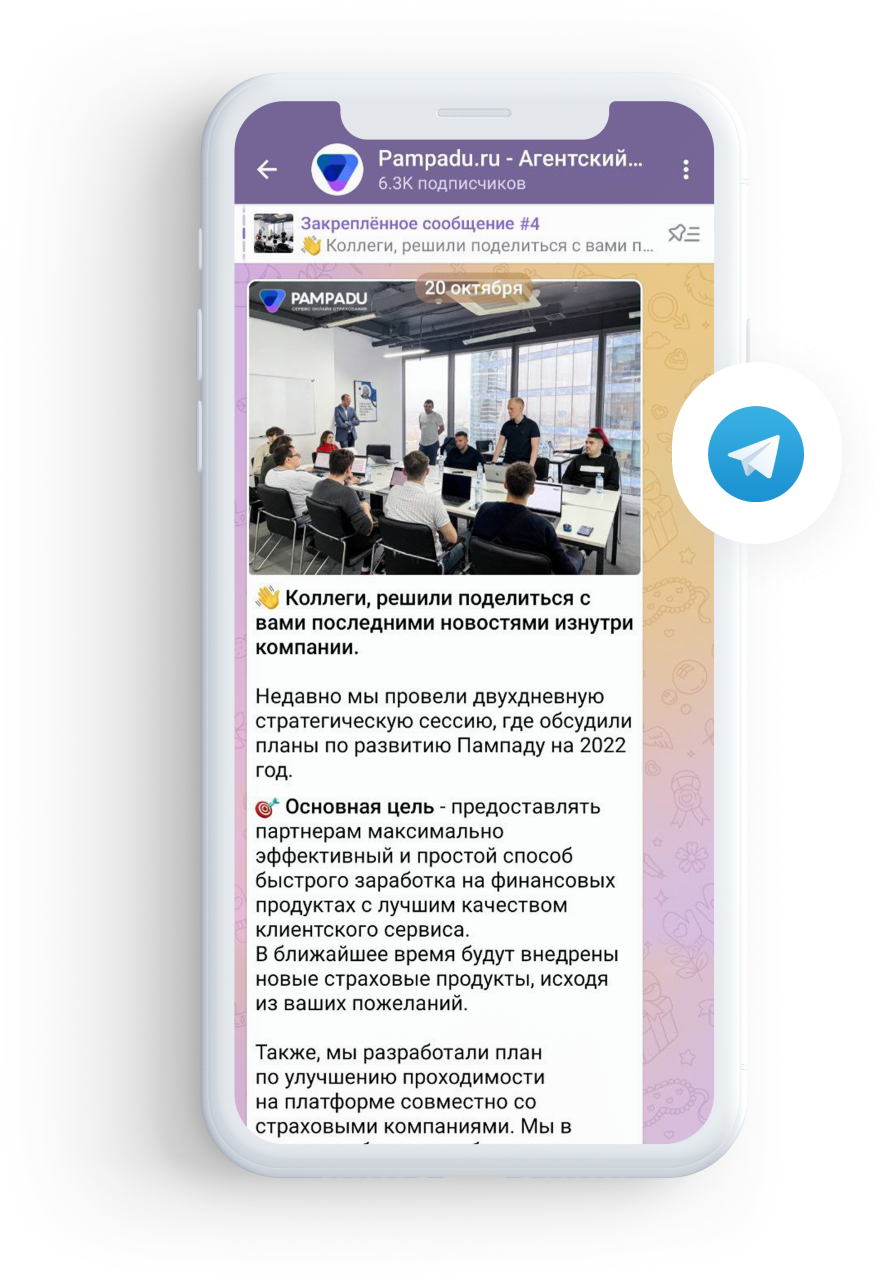 Pampadu.ru - Агентский...
6.3K подписчиков
Закреплённое сообщение #4
👋 Коллеги, решили поделиться с вами п...
20 октября
PAMPADU
СЕРВИС ОНЛАЙН СТРАХОВАНИЯ
👋 Коллеги, решили поделиться с
вами последними новостями изнутри
компании.
Недавно мы провели двухдневную
стратегическую сессию, где обсудили
планы по развитию Пампаду на 2022
год.
🎯 Основная цель - предоставлять
партнерам максимально
эффективный и простой способ
быстрого заработка на финансовых
продуктах с лучшим качеством
клиентского сервиса.
В ближайшее время будут внедрены
новые страховые продукты, исходя
из ваших пожеланий.
Также, мы разработали план
по улучшению проходимости
на платформе совместно со
страховыми компаниями. Мы в